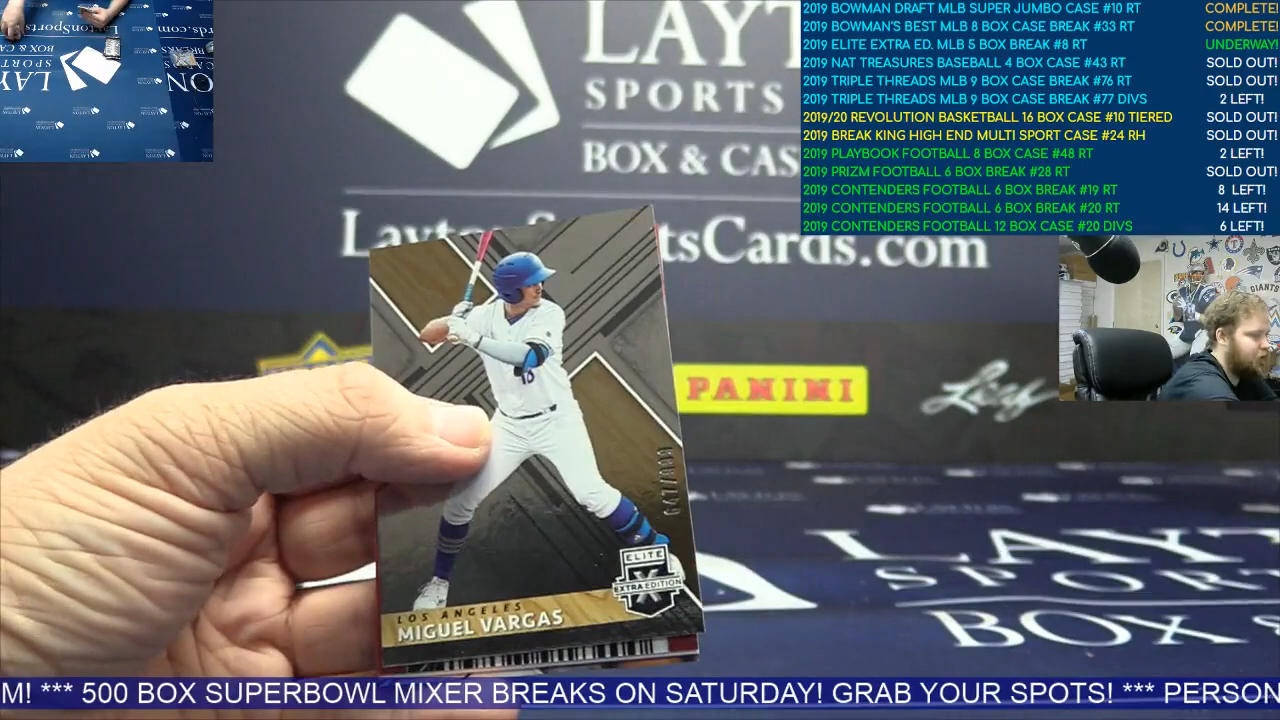 2019 BOWMAN DRAFT MLB SUPER JUMBO CASE #10 RT COMPLETE!
2019 BOWMAN'S BEST MLB 8 BOX CASE BREAK #33 RT COMPLETE!
2019 ELITE EXTRA ED. MLB 5 BOX BREAK #8 RT UNDERWAY!
2019 NAT TREASURES BASEBALL 4 BOX CASE #43 RT SOLD OUT!
2019 TRIPLE THREADS MLB 9 BOX CASE BREAK #76 RT SOLD OUT!
2019 TRIPLE THREADS MLB 9 BOX CASE BREAK #77 DIVS 2 LEFT!
2019/20 REVOLUTION BASKETBALL 16 BOX CASE #10 TIERED SOLD OUT!
2019 BREAK KING HIGH END MULTI SPORT CASE #24 RH SOLD OUT!
2019 PLAYBOOK FOOTBALL 8 BOX CASE #48 RT 2 LEFT!
2019 PRIZM FOOTBALL 6 BOX BREAK #28 RT SOLD OUT!
2019 CONTENDERS FOOTBALL 6 BOX BREAK #19 RT 8 LEFT!
2019 CONTENDERS FOOTBALL 6 BOX BREAK #20 RT 14 LEFT!
2019 CONTENDERS FOOTBALL 12 BOX CASE #20 DIVS 6 LEFT!
LAYT
SPORTS
BOX & CAS
LaytonSportsCards.com
GIANTS
PANINI
Leaf
ELITE
X
EXTRA EDITION
LOS ANGELES
MIGUEL VARGAS
LAYT
SPORT
BOX &
M! *** 500 BOX SUPERBOWL MIXER BREAKS ON SATURDAY! GRAB YOUR SPOTS! *** PERSON